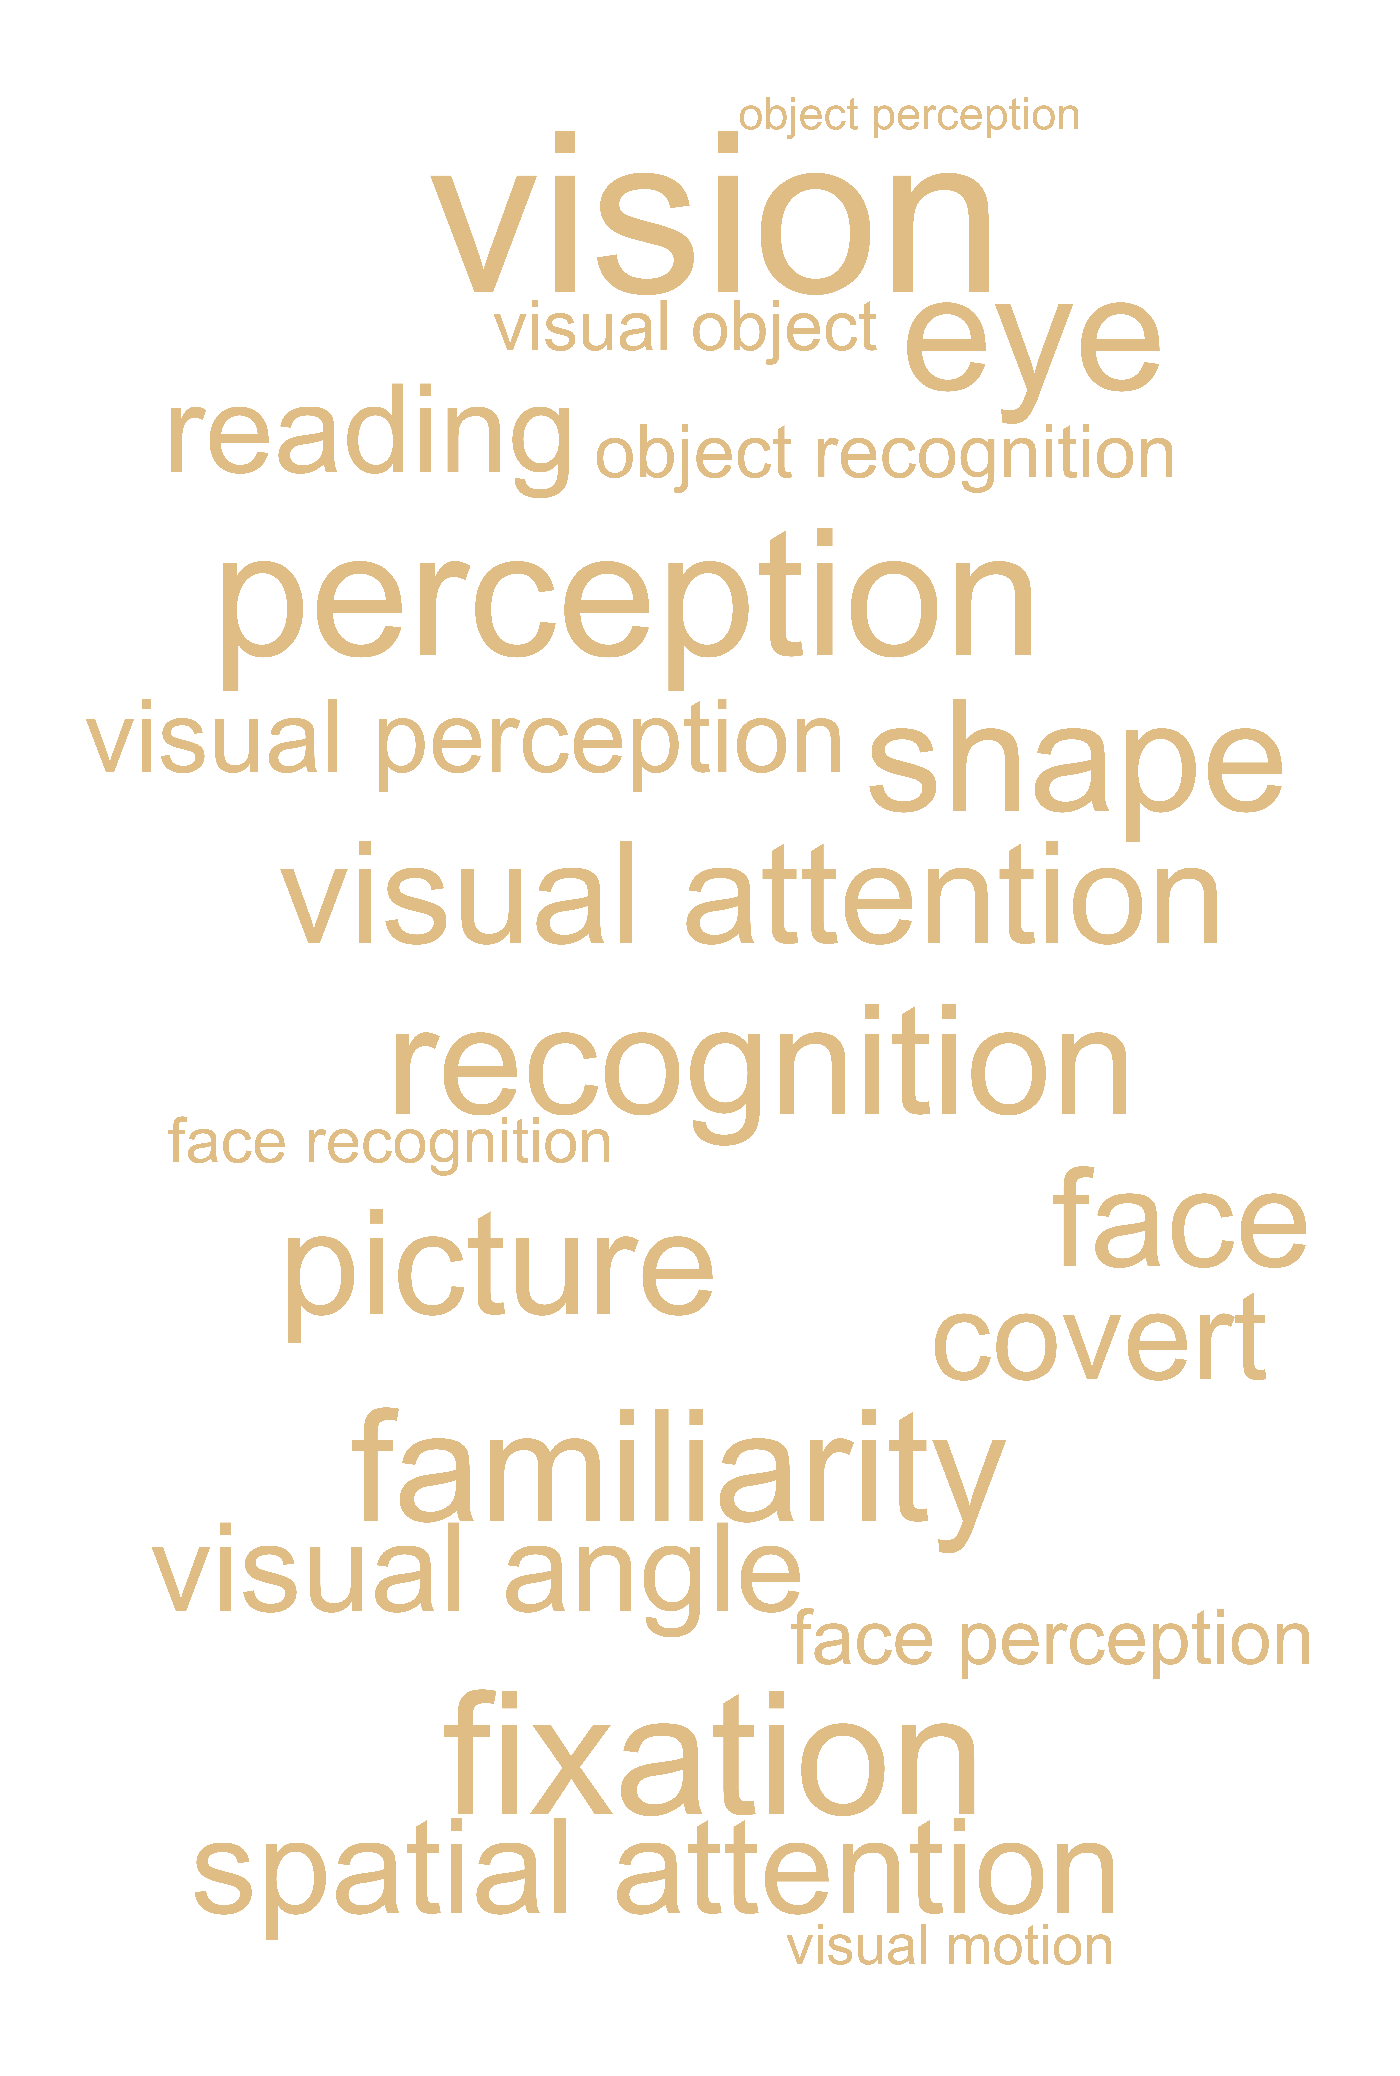 object perception
vision
visual object
eye
reading
object recognition
perception
visual perception
shape
visual attention
recognition
face recognition
face
picture
covert
familiarity
visual angle
face perception
fixation
spatial attention
visual motion